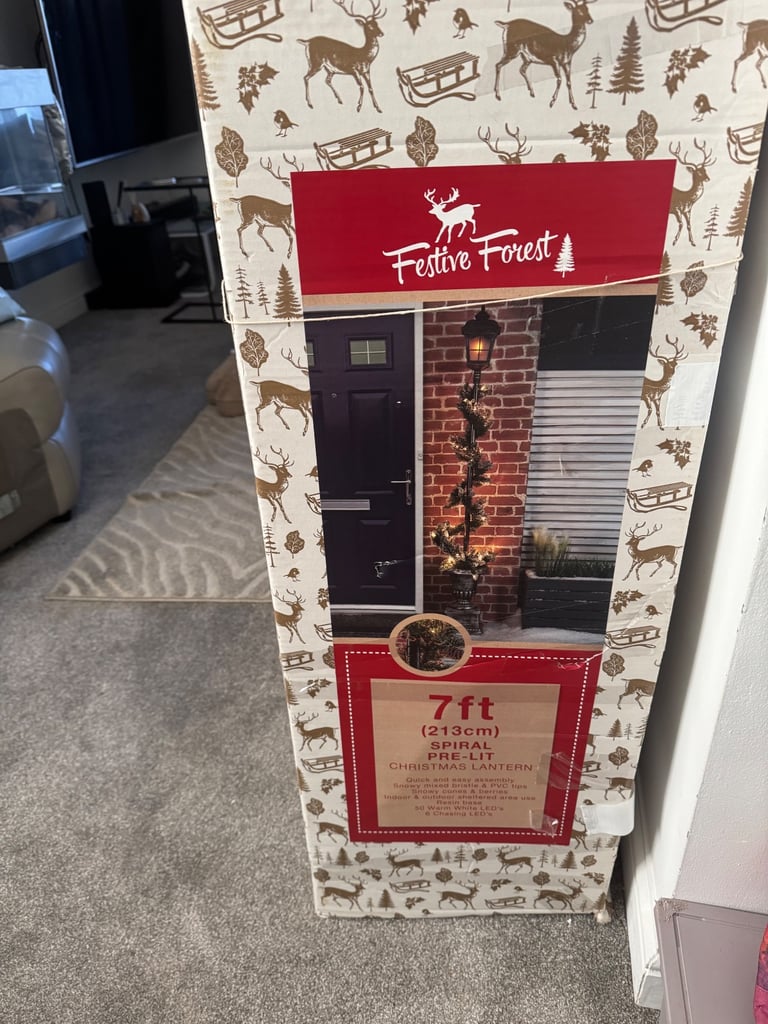 Festive Forest
7ft
(213cm)
SPIRAL
PRE-LIT
CHRISTMAS LANTERN
Quick and easy assembly
Snowy mixed bristle & PVC tips
Snowy cones & berries
Indoor & outdoor sheltered area use
Resin base
50 Warm White LED's
6 Chasing LED's